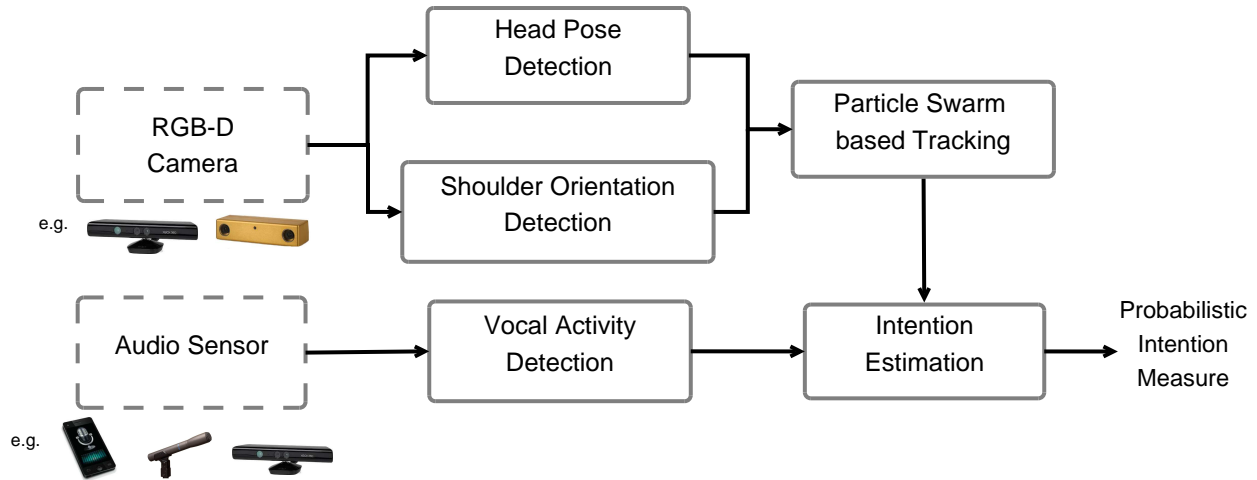 Head Pose
Detection
RGB-D
Camera
Particle Swarm
based Tracking
Shoulder Orientation
Detection
e.g.
Audio Sensor
Vocal Activity
Detection
Intention
Estimation
Probabilistic
Intention
Measure
e.g.